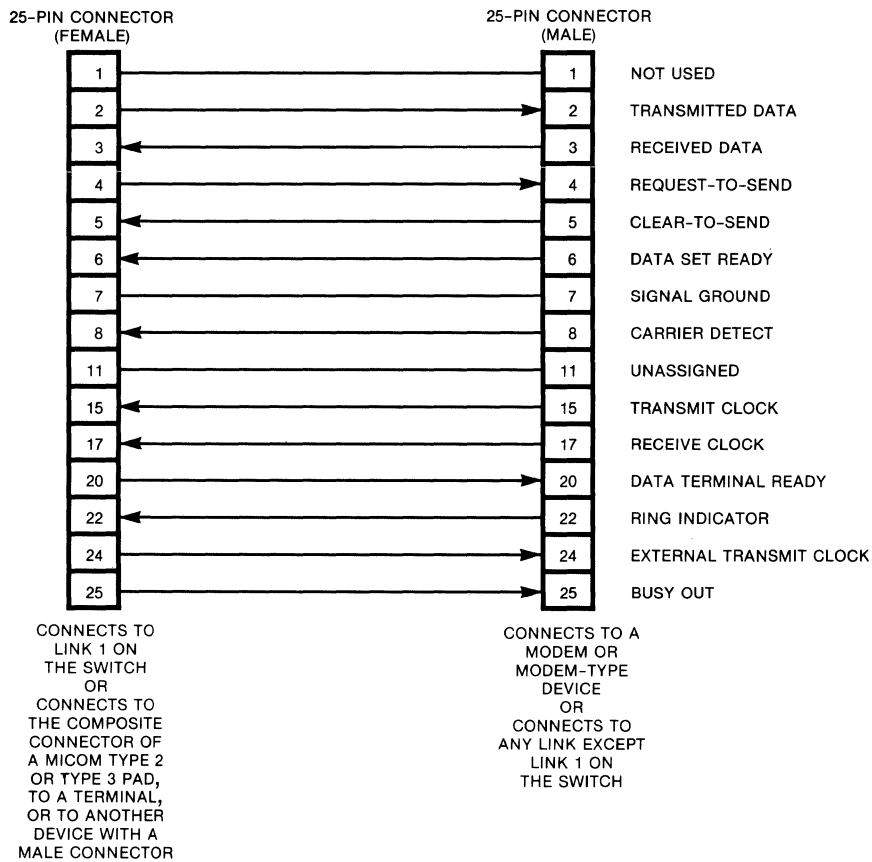 25-PIN CONNECTOR
(FEMALE)
25-PIN CONNECTOR
(MALE)
1 1 NOT USED
2 2 TRANSMITTED DATA
3 3 RECEIVED DATA
4 4 REQUEST-TO-SEND
5 5 CLEAR-TO-SEND
6 6 DATA SET READY
7 7 SIGNAL GROUND
8 8 CARRIER DETECT
11 11 UNASSIGNED
15 15 TRANSMIT CLOCK
17 17 RECEIVE CLOCK
20 20 DATA TERMINAL READY
22 22 RING INDICATOR
24 24 EXTERNAL TRANSMIT CLOCK
25 25 BUSY OUT
CONNECTS TO
LINK 1 ON
THE SWITCH
OR
CONNECTS TO
THE COMPOSITE
CONNECTOR OF
A MICOM TYPE 2
OR TYPE 3 PAD,
TO A TERMINAL,
OR TO ANOTHER
DEVICE WITH A
MALE CONNECTOR
CONNECTS TO A
MODEM OR
MODEM-TYPE
DEVICE
OR
CONNECTS TO
ANY LINK EXCEPT
LINK 1 ON
THE SWITCH